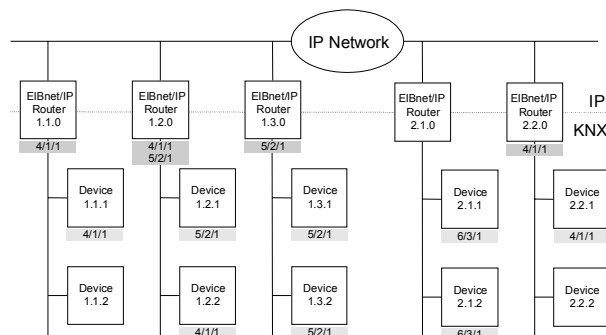 IP Network
EIBnet/IP
Router
1.1.0
EIBnet/IP
Router
1.2.0
EIBnet/IP
Router
1.3.0
EIBnet/IP
Router
2.1.0
EIBnet/IP
Router
2.2.0
IP
KNX
4/1/1
4/1/1
5/2/1
5/2/1
4/1/1
Device
1.1.1
Device
1.2.1
Device
1.3.1
Device
2.1.1
Device
2.2.1
4/1/1
5/2/1
5/2/1
6/3/1
4/1/1
Device
1.1.2
Device
1.2.2
Device
1.3.2
Device
2.1.2
Device
2.2.2
4/1/1
5/2/1
6/3/1